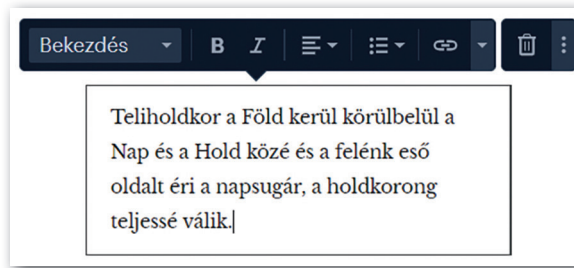 Bekezdés B I
Teliholdkor a Föld kerül körülbelül a
Nap és a Hold közé és a felénk eső
oldalt éri a napsugár, a holdkorong
teljessé válik.